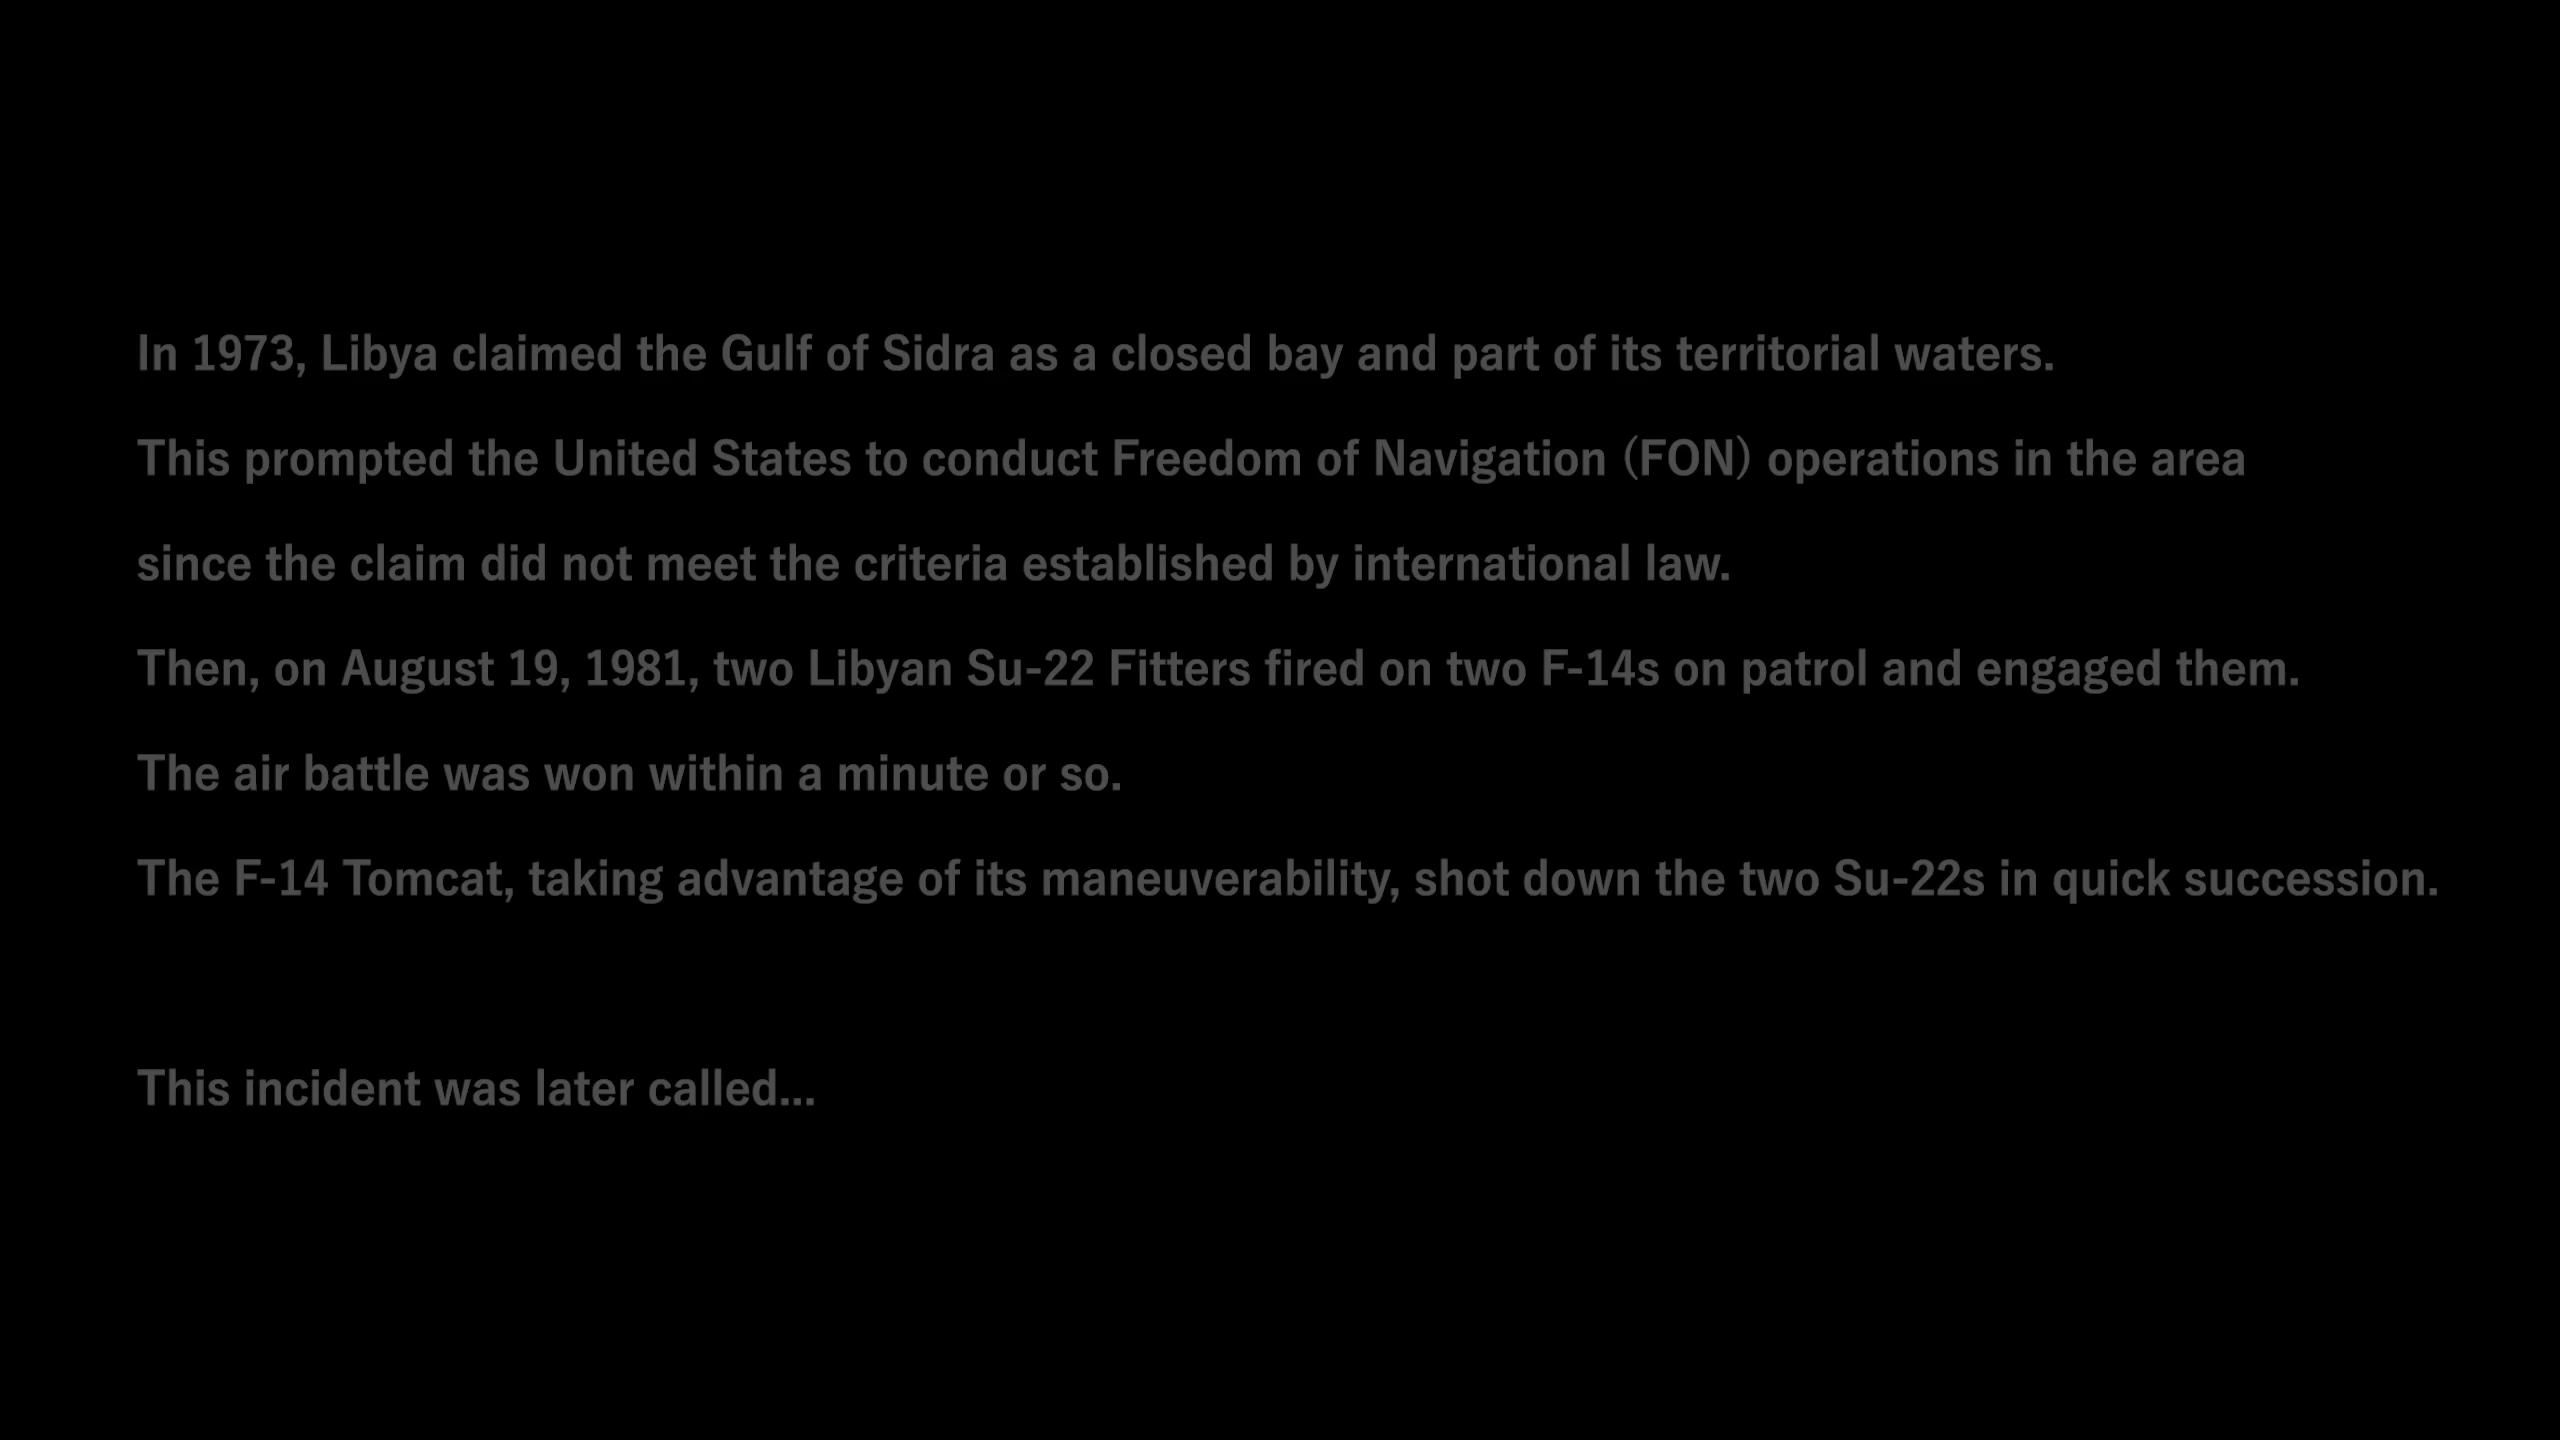 In 1973, Libya claimed the Gulf of Sidra as a closed bay and part of its territorial waters.
This prompted the United States to conduct Freedom of Navigation (FON) operations in the area
since the claim did not meet the criteria established by international law.
Then, on August 19, 1981, two Libyan Su-22 Fitters fired on two F-14s on patrol and engaged them.
The air battle was won within a minute or so.
The F-14 Tomcat, taking advantage of its maneuverability, shot down the two Su-22s in quick succession.
This incident was later called...